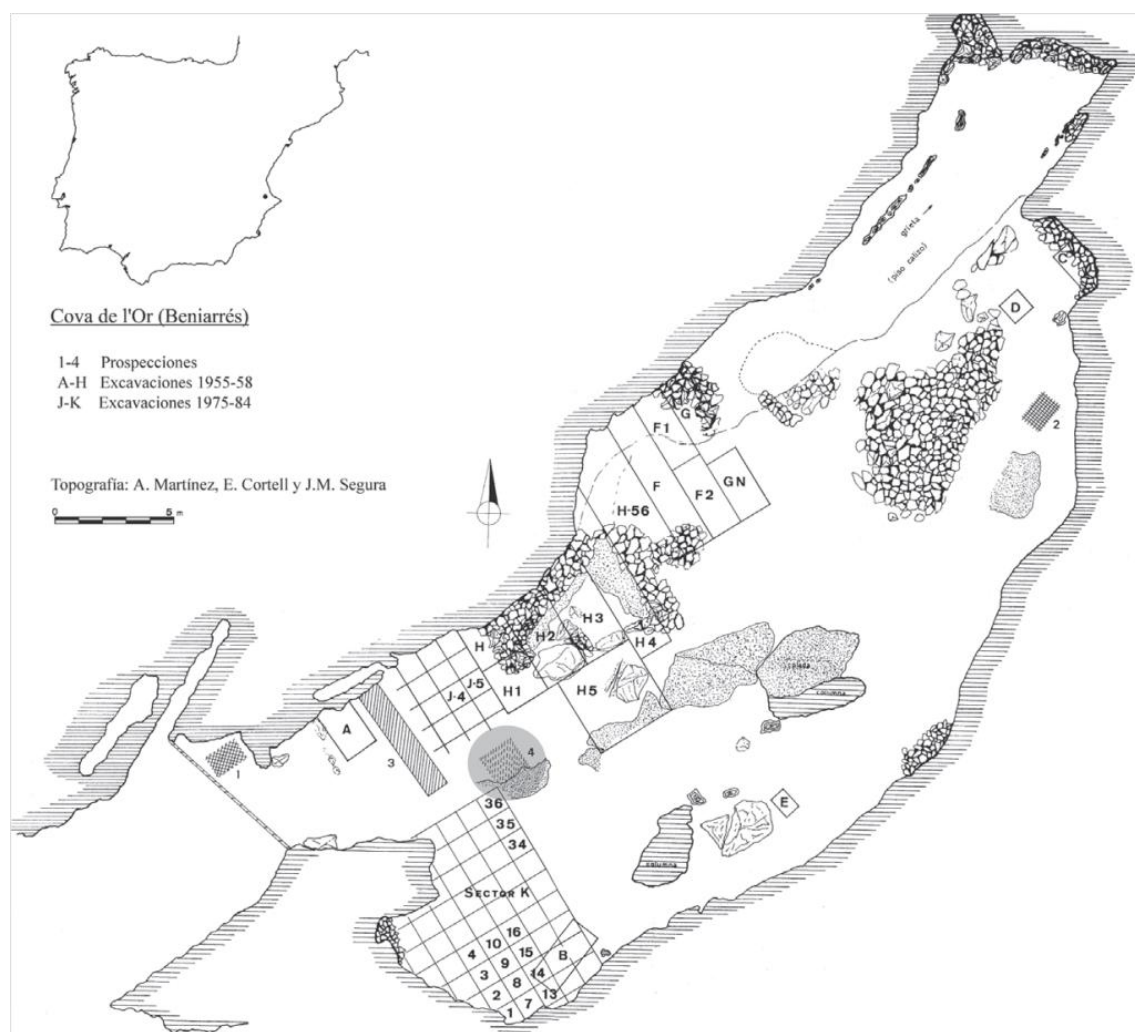 Cova de l'Or (Beniarrés)
1-4 Prospecciones
A-H Excavaciones 1955-58
J-K Excavaciones 1975-84
Topografía: A. Martínez, E. Cortell y J.M. Segura
0 5 m
grieta
(piso calizo)
C
D
2
G
F1
F
F2
GN
H-56
H3
H2
H4
H
J-5
J-4
H1
H5
colada
columna
A
3
1
4
E
columna
36
35
34
SECTOR K
16
10
15
B
4
9
14
3
8
13
2
7
1